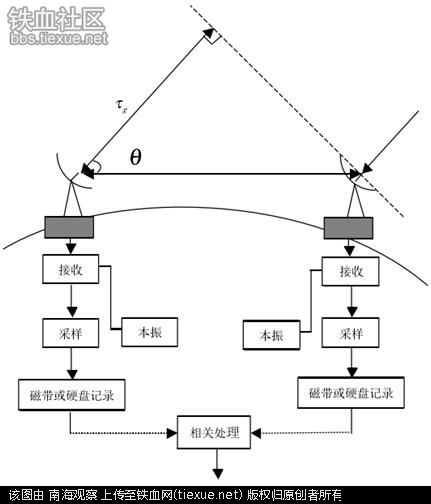 铁血社区
bbs.tiexue.net
τg
θ
接收
接收
本振
本振
采样
采样
磁带或硬盘记录
磁带或硬盘记录
相关处理
该图由 南海观察 上传至铁血网(tiexue.net) 版权归原创者所有